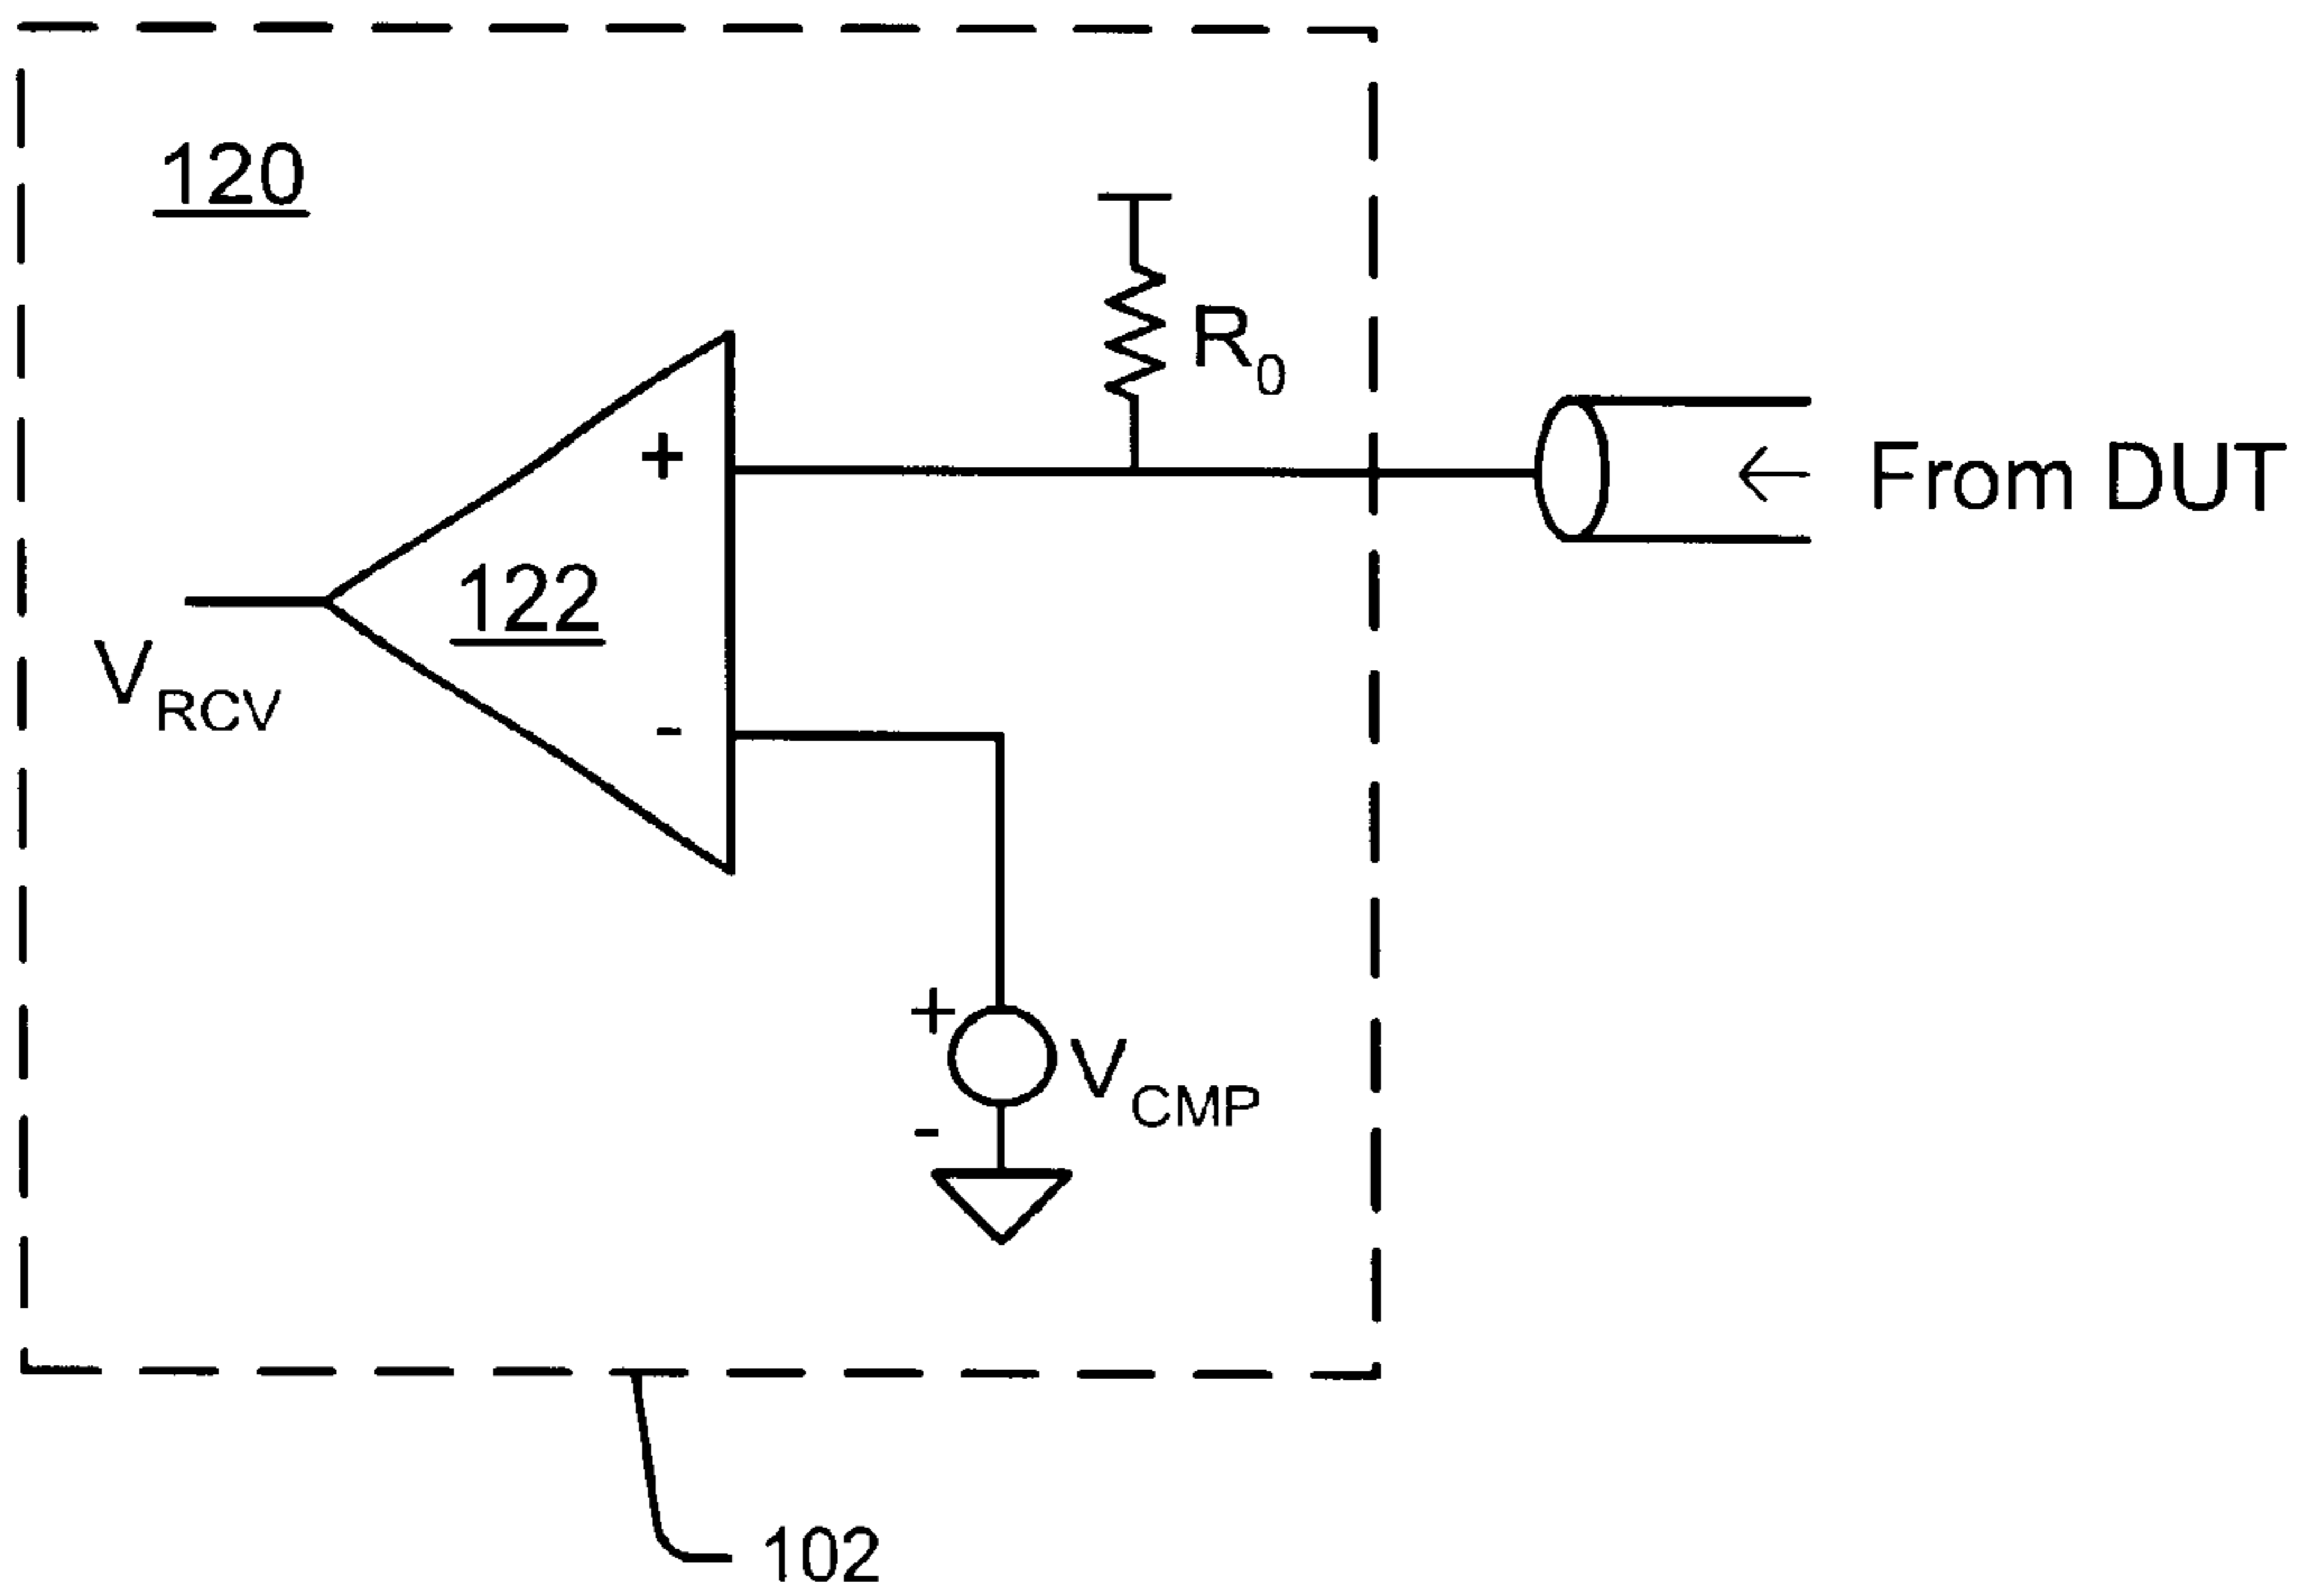 120
R0
+
From DUT
122
VRCV
-
+
VCMP
-
102